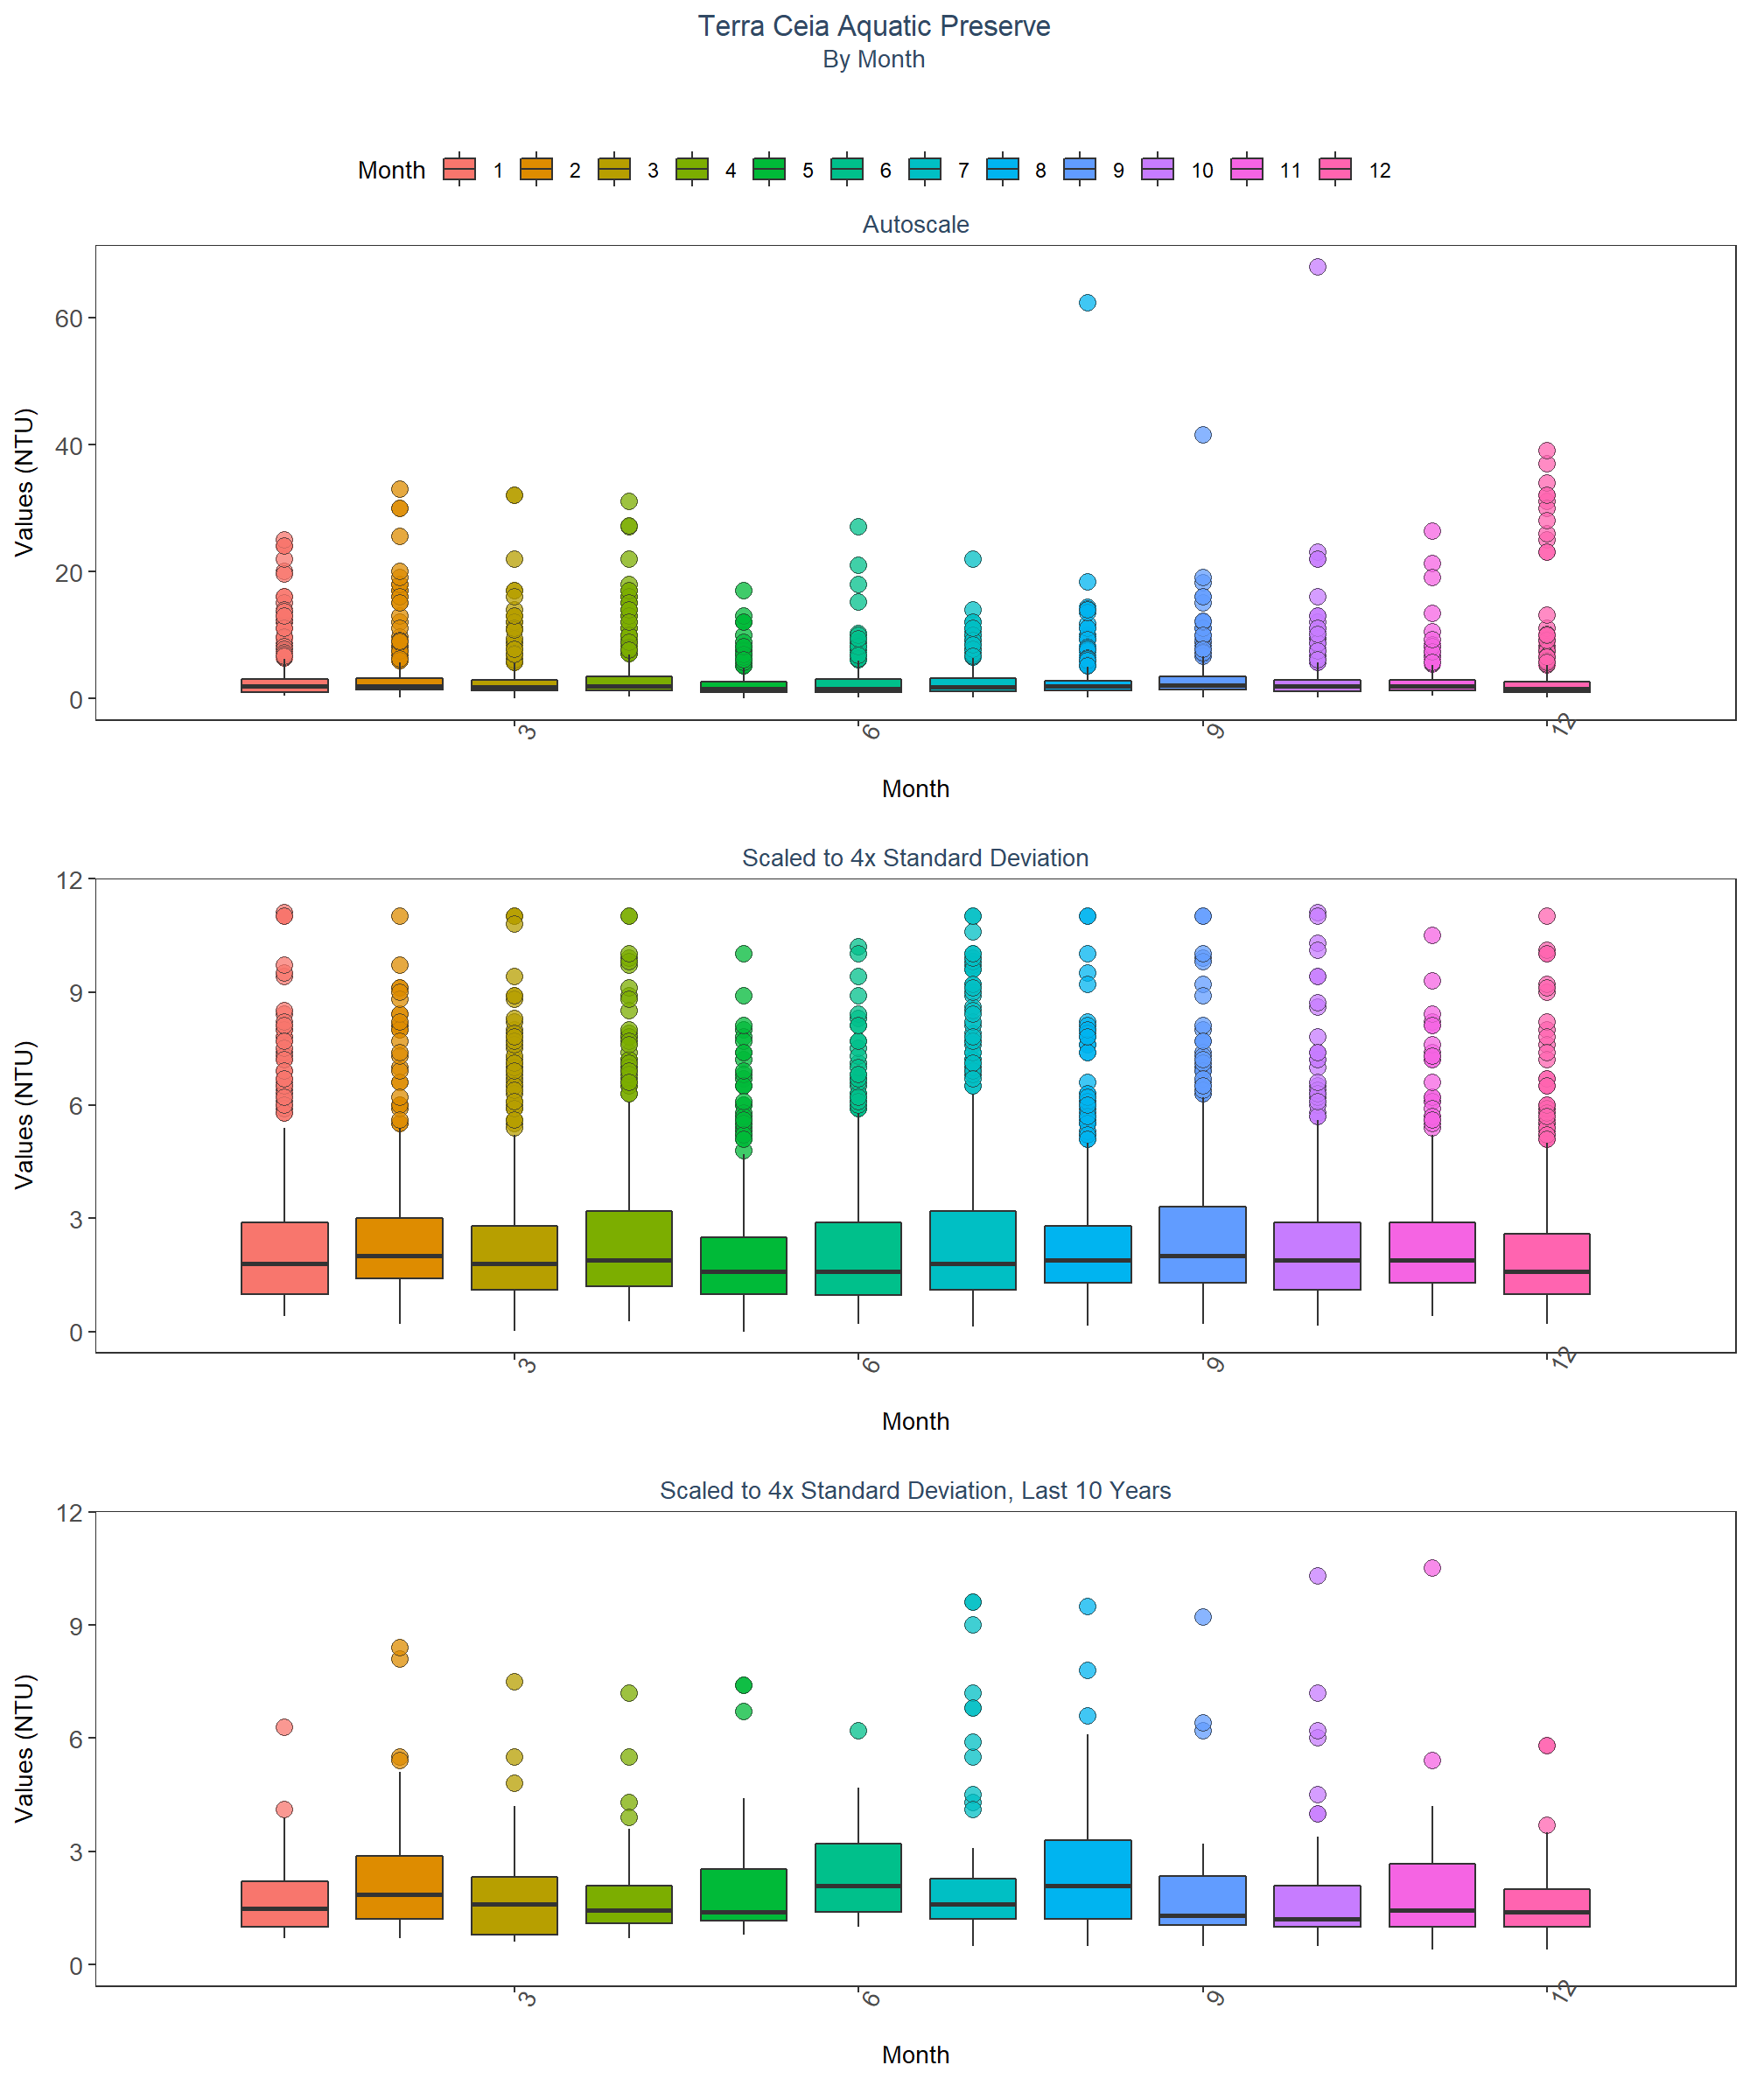 Terra Ceia Aquatic Preserve
By Month
Month 1 2 3 4 5 6 7 8 9 10 11 12
Autoscale
Values (NTU)
60
40
20
0
3 6 9 12
Month
Scaled to 4x Standard Deviation
Values (NTU)
12
9
6
3
0
3 6 9 12
Month
Scaled to 4x Standard Deviation, Last 10 Years
Values (NTU)
12
9
6
3
0
3 6 9 12
Month